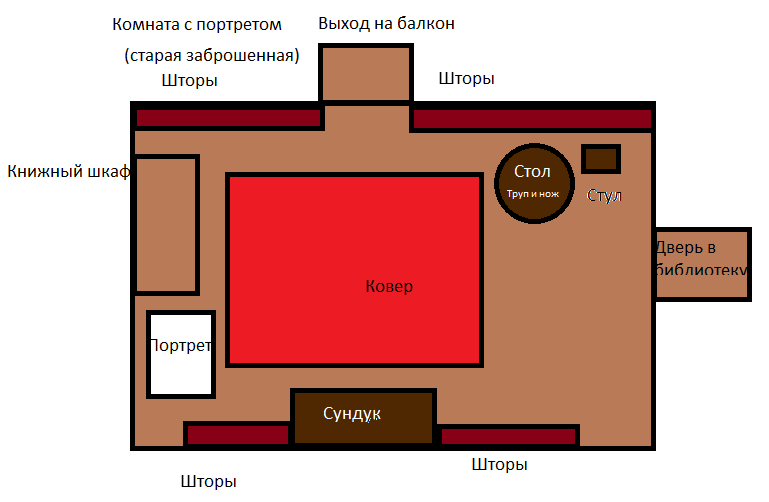 Комната с портретом
(старая заброшенная)
Выход на балкон
Шторы
Шторы
Книжный шкаф
Стол
Труп и нож
Стул
Дверь в
библиотеку
Ковер
Портрет
Сундук
Шторы
Шторы